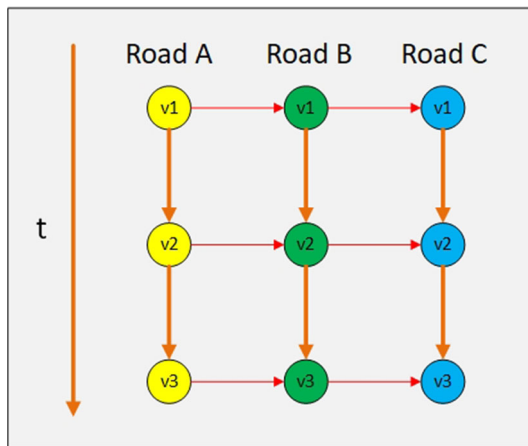 Road A Road B Road C
v1 v1 v1
t
v2 v2 v2
v3 v3 v3